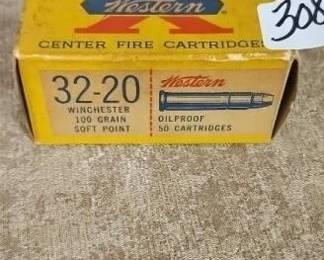 Western
X
CENTER FIRE CARTRIDGES
32-20
WINCHESTER
100 GRAIN
SOFT POINT
Western
OILPROOF
50 CARTRIDGES
308